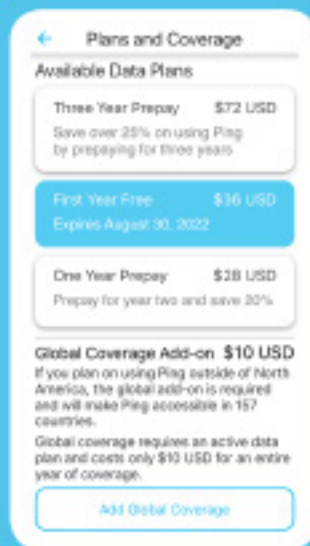 Plans and Coverage
Available Data Plans
Three Year Prepay $72 USD
Save over 25% on using Ping
by prepaying for three years
First Year Free $36 USD
Expires August 30, 2022
One Year Prepay $28 USD
Prepay for year two and save 20%
Global Coverage Add-on $10 USD
If you plan on using Ping outside of North
America, the global add-on is required
and will make Ping accessible in 157
countries.
Global coverage requires an active data
plan and costs only $10 USD for an entire
year of coverage.
Add Global Coverage